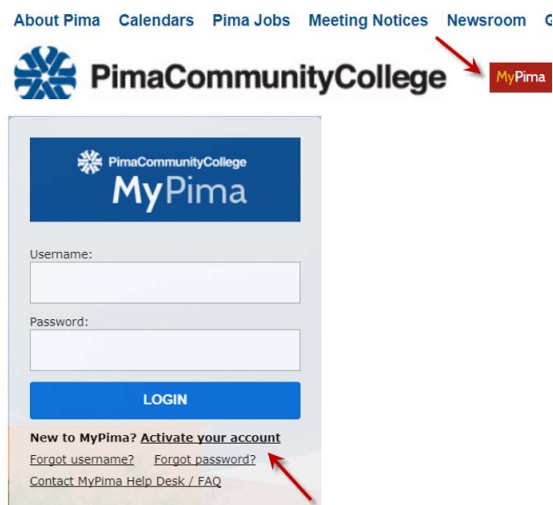 About Pima Calendars Pima Jobs Meeting Notices Newsroom G
PimaCommunityCollege
MyPima
PimaCommunityCollege
MyPima
Username:
Password:
LOGIN
New to MyPima? Activate your account
Forgot username? Forgot password?
Contact MyPima Help Desk / FAQ